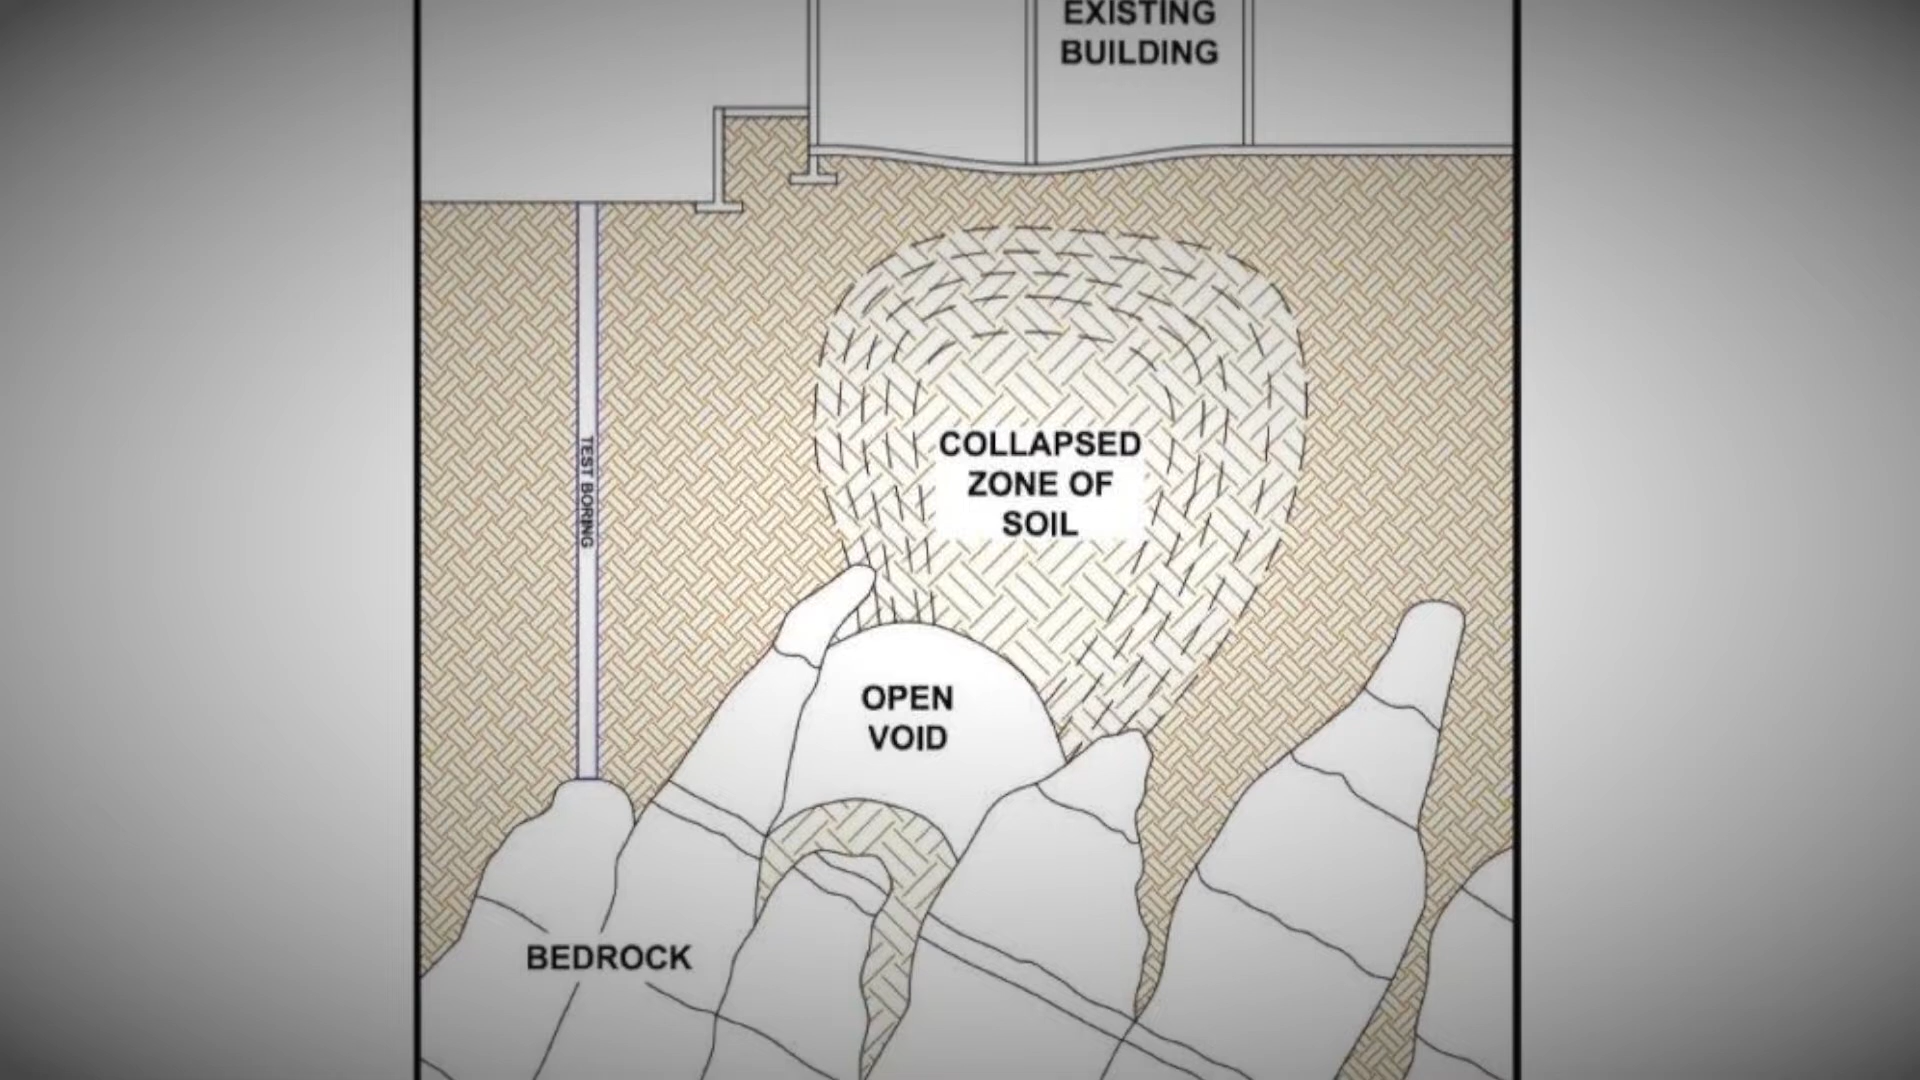 EXISTING
BUILDING
TEST BORING
COLLAPSED
ZONE OF
SOIL
OPEN
VOID
BEDROCK